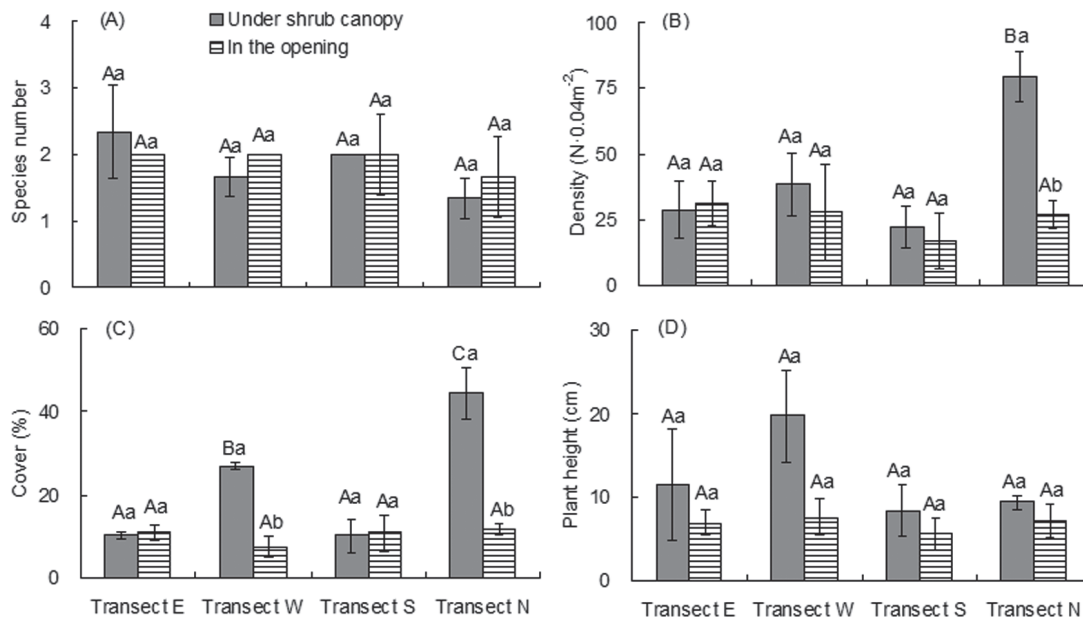 (A)
Under shrub canopy
In the opening
Species number
4
3
2
1
0
Aa Aa Aa Aa Aa Aa Aa Aa
(B)
Density (N·0.04m⁻²)
100
75
50
25
0
Aa Aa Aa Aa Aa Aa Ba Ab
(C)
Cover (%)
60
40
20
0
Aa Aa Ba Ab Aa Aa Ca Ab
Transect E Transect W Transect S Transect N
(D)
Plant height (cm)
30
20
10
0
Aa Aa Aa Aa Aa Aa Aa Aa
Transect E Transect W Transect S Transect N